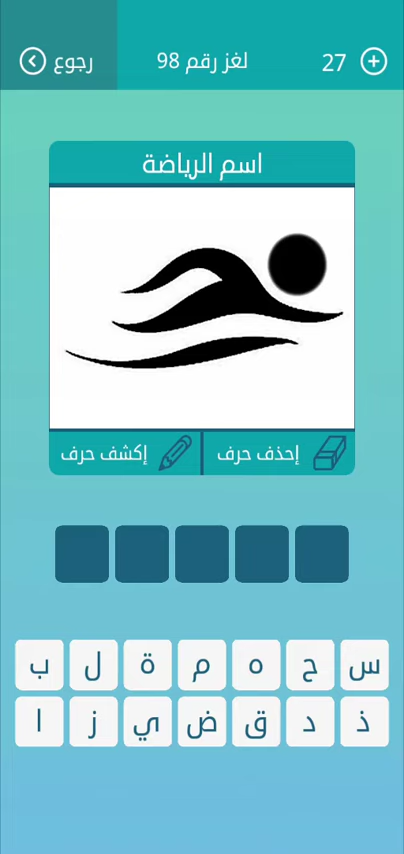 27 لغز رقم 98 رجوع
اسم الرياضة
إحذف حرف إكشف حرف
س ح ه م ة ل ب
ذ د ق ض ي ز ا